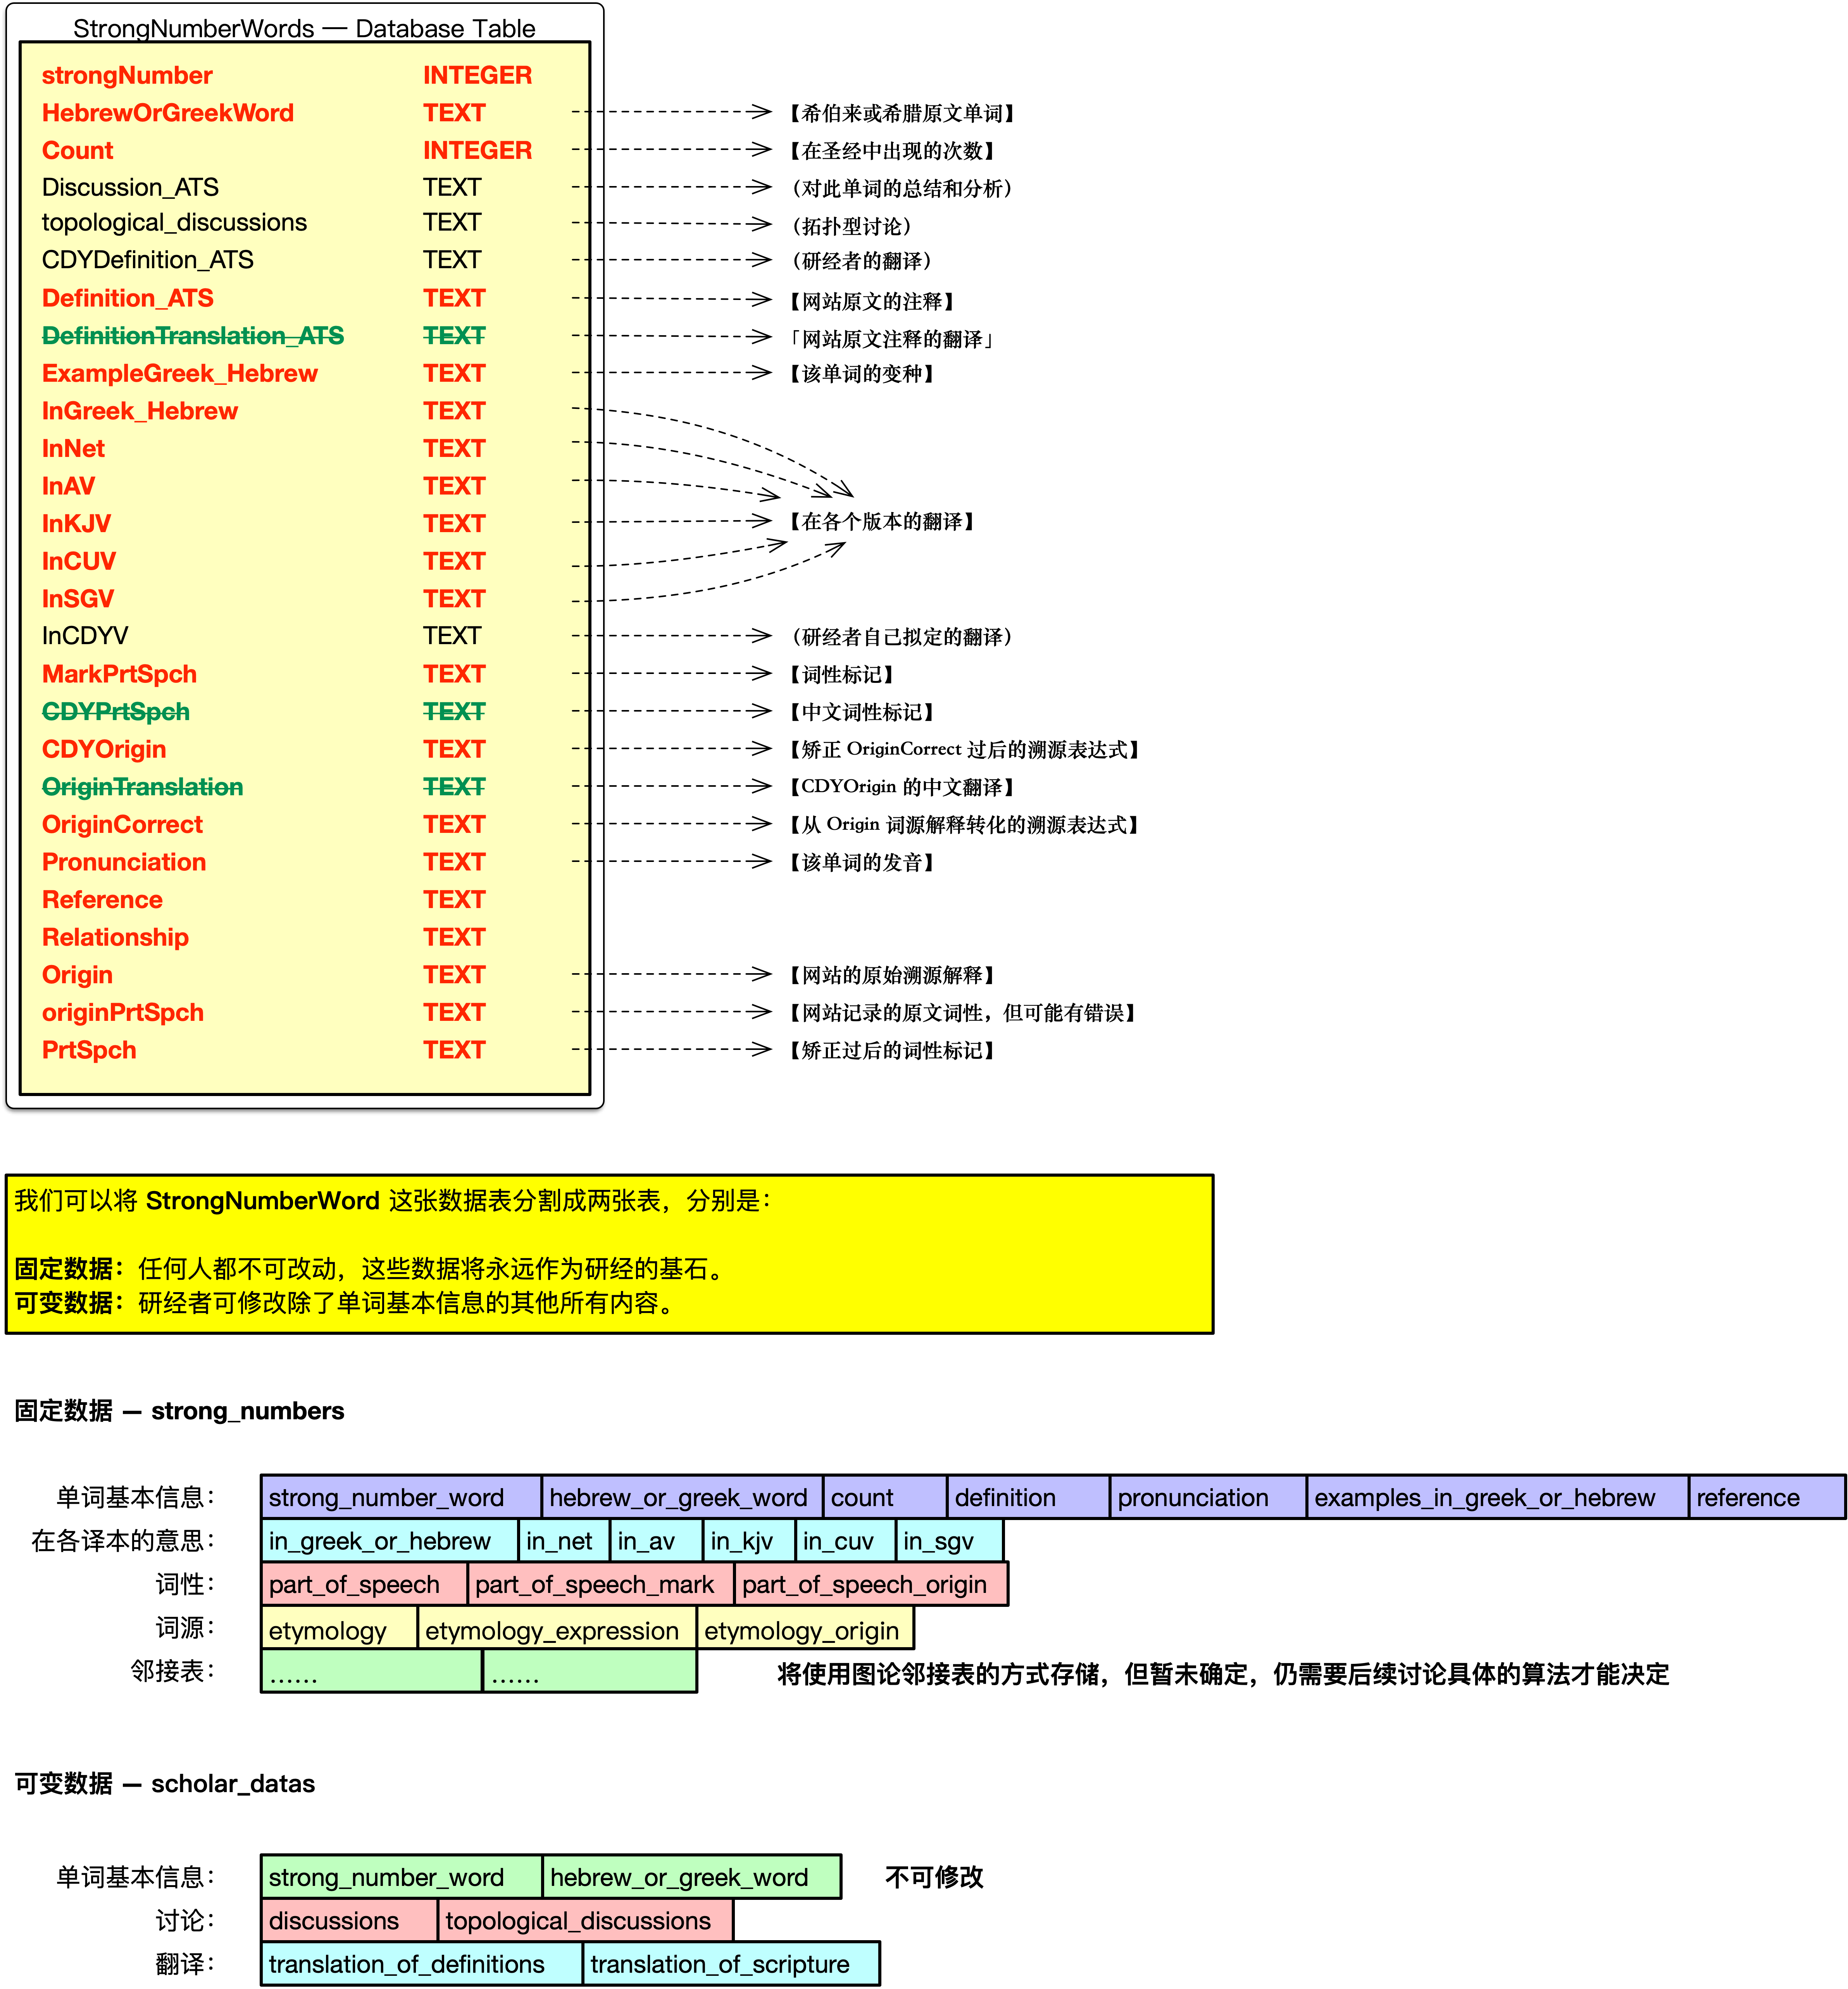 StrongNumberWords — Database Table
strongNumber INTEGER
HebrewOrGreekWord TEXT 【希伯来或希腊原文单词】
Count INTEGER 【在圣经中出现的次数】
Discussion_ATS TEXT （对此单词的总结和分析）
topological_discussions TEXT （拓扑型讨论）
CDYDefinition_ATS TEXT （研经者的翻译）
Definition_ATS TEXT 【网站原文的注释】
DefinitionTranslation_ATS TEXT 「网站原文注释的翻译」
ExampleGreek_Hebrew TEXT 【该单词的变种】
InGreek_Hebrew TEXT
InNet TEXT
InAV TEXT
InKJV TEXT 【在各个版本的翻译】
InCUV TEXT
InSGV TEXT
InCDYV TEXT （研经者自己拟定的翻译）
MarkPrtSpch TEXT 【词性标记】
CDYPrtSpch TEXT 【中文词性标记】
CDYOrigin TEXT 【矫正 OriginCorrect 过后的溯源表达式】
OriginTranslation TEXT 【CDYOrigin 的中文翻译】
OriginCorrect TEXT 【从 Origin 词源解释转化的溯源表达式】
Pronunciation TEXT 【该单词的发音】
Reference TEXT
Relationship TEXT
Origin TEXT 【网站的原始溯源解释】
originPrtSpch TEXT 【网站记录的原文词性，但可能有错误】
PrtSpch TEXT 【矫正过后的词性标记】
我们可以将 StrongNumberWord 这张数据表分割成两张表，分别是：
固定数据：任何人都不可改动，这些数据将永远作为研经的基石。
可变数据：研经者可修改除了单词基本信息的其他所有内容。
固定数据 — strong_numbers
单词基本信息： strong_number_word hebrew_or_greek_word count definition pronunciation examples_in_greek_or_hebrew reference
在各译本的意思： in_greek_or_hebrew in_net in_av in_kjv in_cuv in_sgv
词性： part_of_speech part_of_speech_mark part_of_speech_origin
词源： etymology etymology_expression etymology_origin
邻接表： …… …… 将使用图论邻接表的方式存储，但暂未确定，仍需要后续讨论具体的算法才能决定
可变数据 — scholar_datas
单词基本信息： strong_number_word hebrew_or_greek_word 不可修改
讨论： discussions topological_discussions
翻译： translation_of_definitions translation_of_scripture